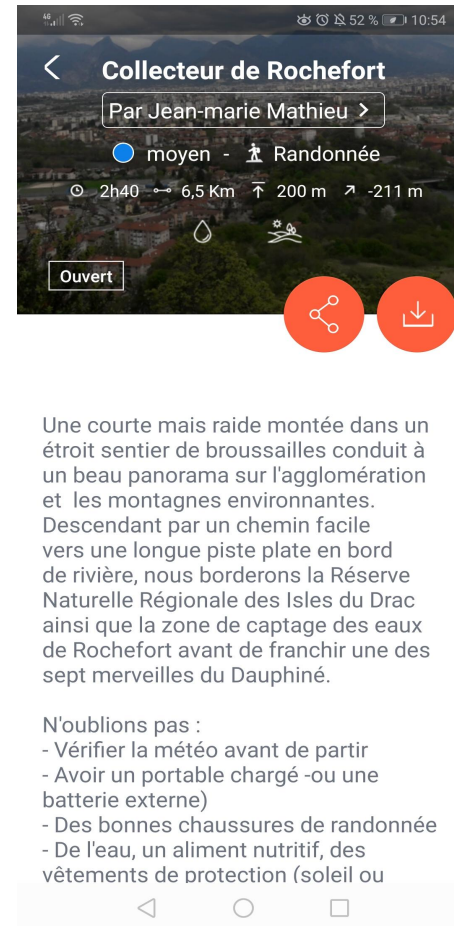 4G 52 % 10:54
Collecteur de Rochefort
Par Jean-marie Mathieu >
moyen - Randonnée
2h40 6,5 Km 200 m -211 m
Ouvert
Une courte mais raide montée dans un
étroit sentier de broussailles conduit à
un beau panorama sur l'agglomération
et les montagnes environnantes.
Descendant par un chemin facile
vers une longue piste plate en bord
de rivière, nous borderons la Réserve
Naturelle Régionale des Isles du Drac
ainsi que la zone de captage des eaux
de Rochefort avant de franchir une des
sept merveilles du Dauphiné.
N'oublions pas :
- Vérifier la météo avant de partir
- Avoir un portable chargé -ou une
batterie externe)
- Des bonnes chaussures de randonnée
- De l'eau, un aliment nutritif, des
vêtements de protection (soleil ou